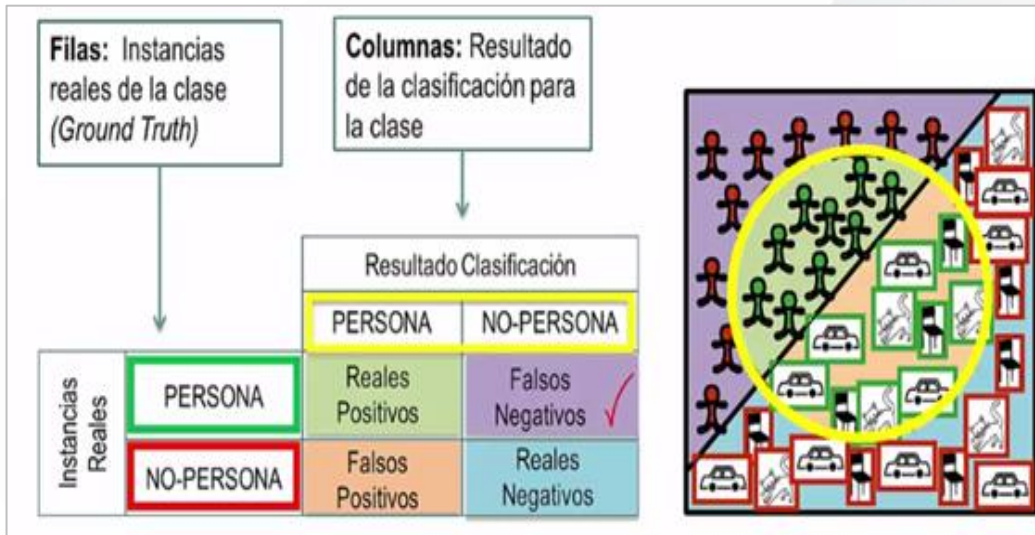 Filas: Instancias
reales de la clase
(Ground Truth)
Columnas: Resultado
de la clasificación para
la clase
Resultado Clasificación
PERSONA NO-PERSONA
Instancias
Reales
PERSONA
Reales
Positivos
Falsos
Negativos
NO-PERSONA
Falsos
Positivos
Reales
Negativos